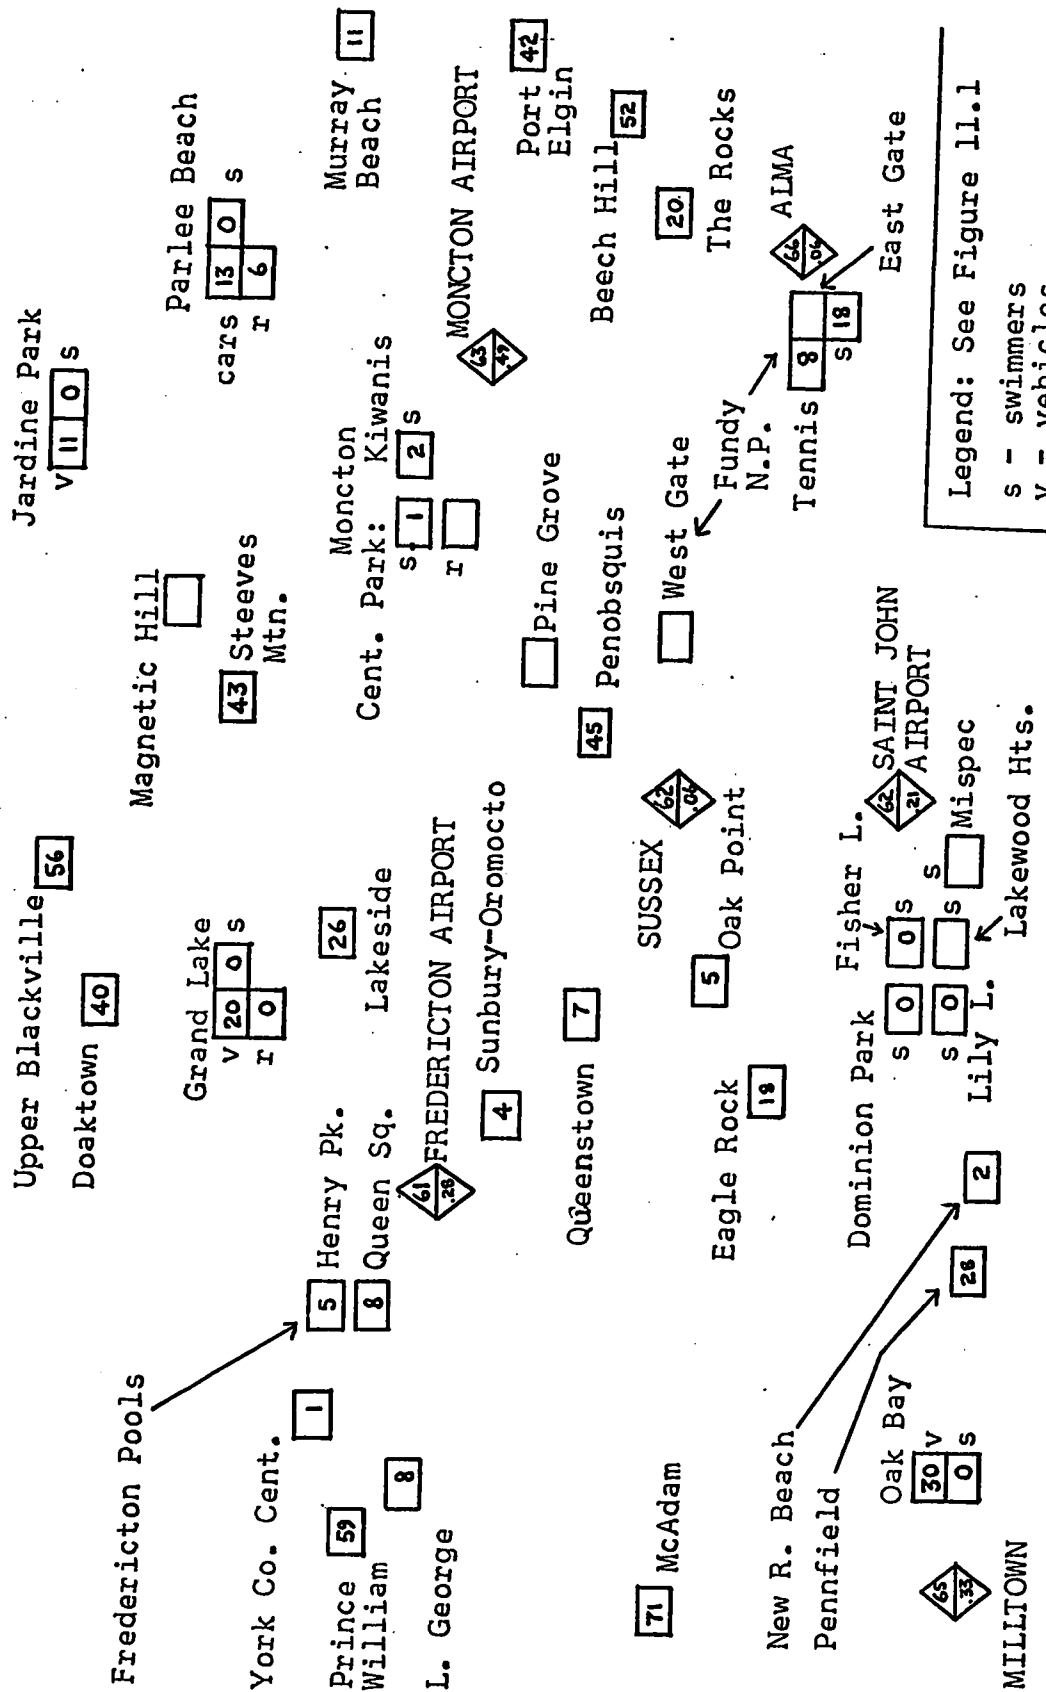 Upper Blackville 56
Doaktown 40
Jardine Park
v 11 0 s
Fredericton Pools
Magnetic Hill
Parlee Beach
cars 13 0 s
r 6
Grand Lake
v 20 0 s
r 0
43 Steeves
Mtn.
York Co. Cent. 1
5 Henry Pk.
8 Queen Sq.
26
Lakeside
Moncton
Cent. Park: Kiwanis
s 1 2 s
r
Murray
Beach 11
Prince 59
William
8
L. George
61
.28
FREDERICTON AIRPORT
4 Sunbury-Oromocto
63
.49
MONCTON AIRPORT
Port 42
Elgin
Pine Grove
Queenstown 7
45 Penobsquis
Beech Hill 52
71 McAdam
SUSSEX
62
.06
West Gate
20
The Rocks
5 Oak Point
Eagle Rock
18
Fundy
N.P.
ALMA
66
.06
Tennis 8
s 18
East Gate
New R. Beach
Pennfield
28
2
Dominion Park
s 0
s 0
Lily L.
Fisher L.
0 s
s
Lakewood Hts.
62
.21
SAINT JOHN
AIRPORT
s
Mispec
Oak Bay
30 v
0 s
65
.33
MILLTOWN
Legend: See Figure 11.1
s - swimmers
v - vehicles